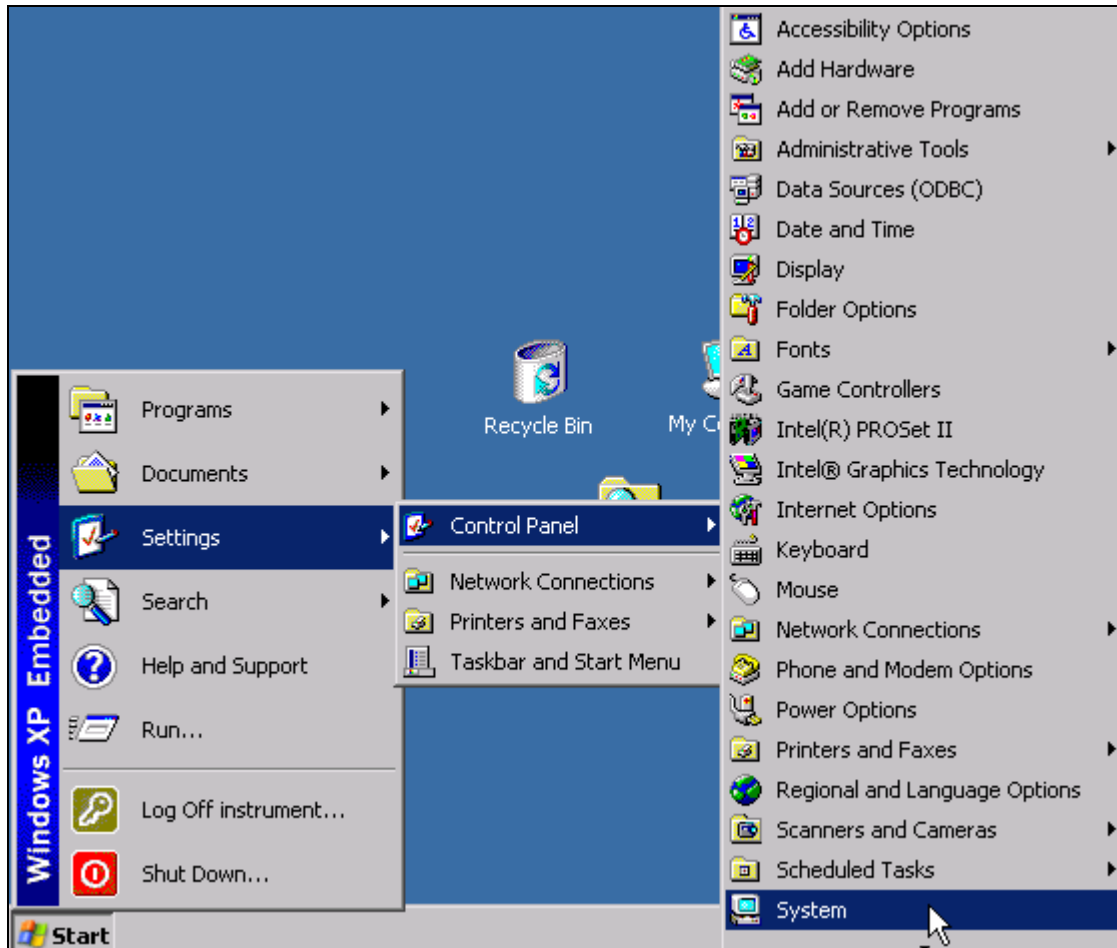 Accessibility Options
Add Hardware
Add or Remove Programs
Administrative Tools
Data Sources (ODBC)
Date and Time
Display
Folder Options
Fonts
Game Controllers
Intel(R) PROSet II
Intel® Graphics Technology
Internet Options
Keyboard
Mouse
Network Connections
Phone and Modem Options
Power Options
Printers and Faxes
Regional and Language Options
Scanners and Cameras
Scheduled Tasks
System
Recycle Bin
My
Control Panel
Network Connections
Printers and Faxes
Taskbar and Start Menu
Programs
Documents
Settings
Search
Help and Support
Run...
Log Off instrument...
Shut Down...
Windows XP Embedded
Start